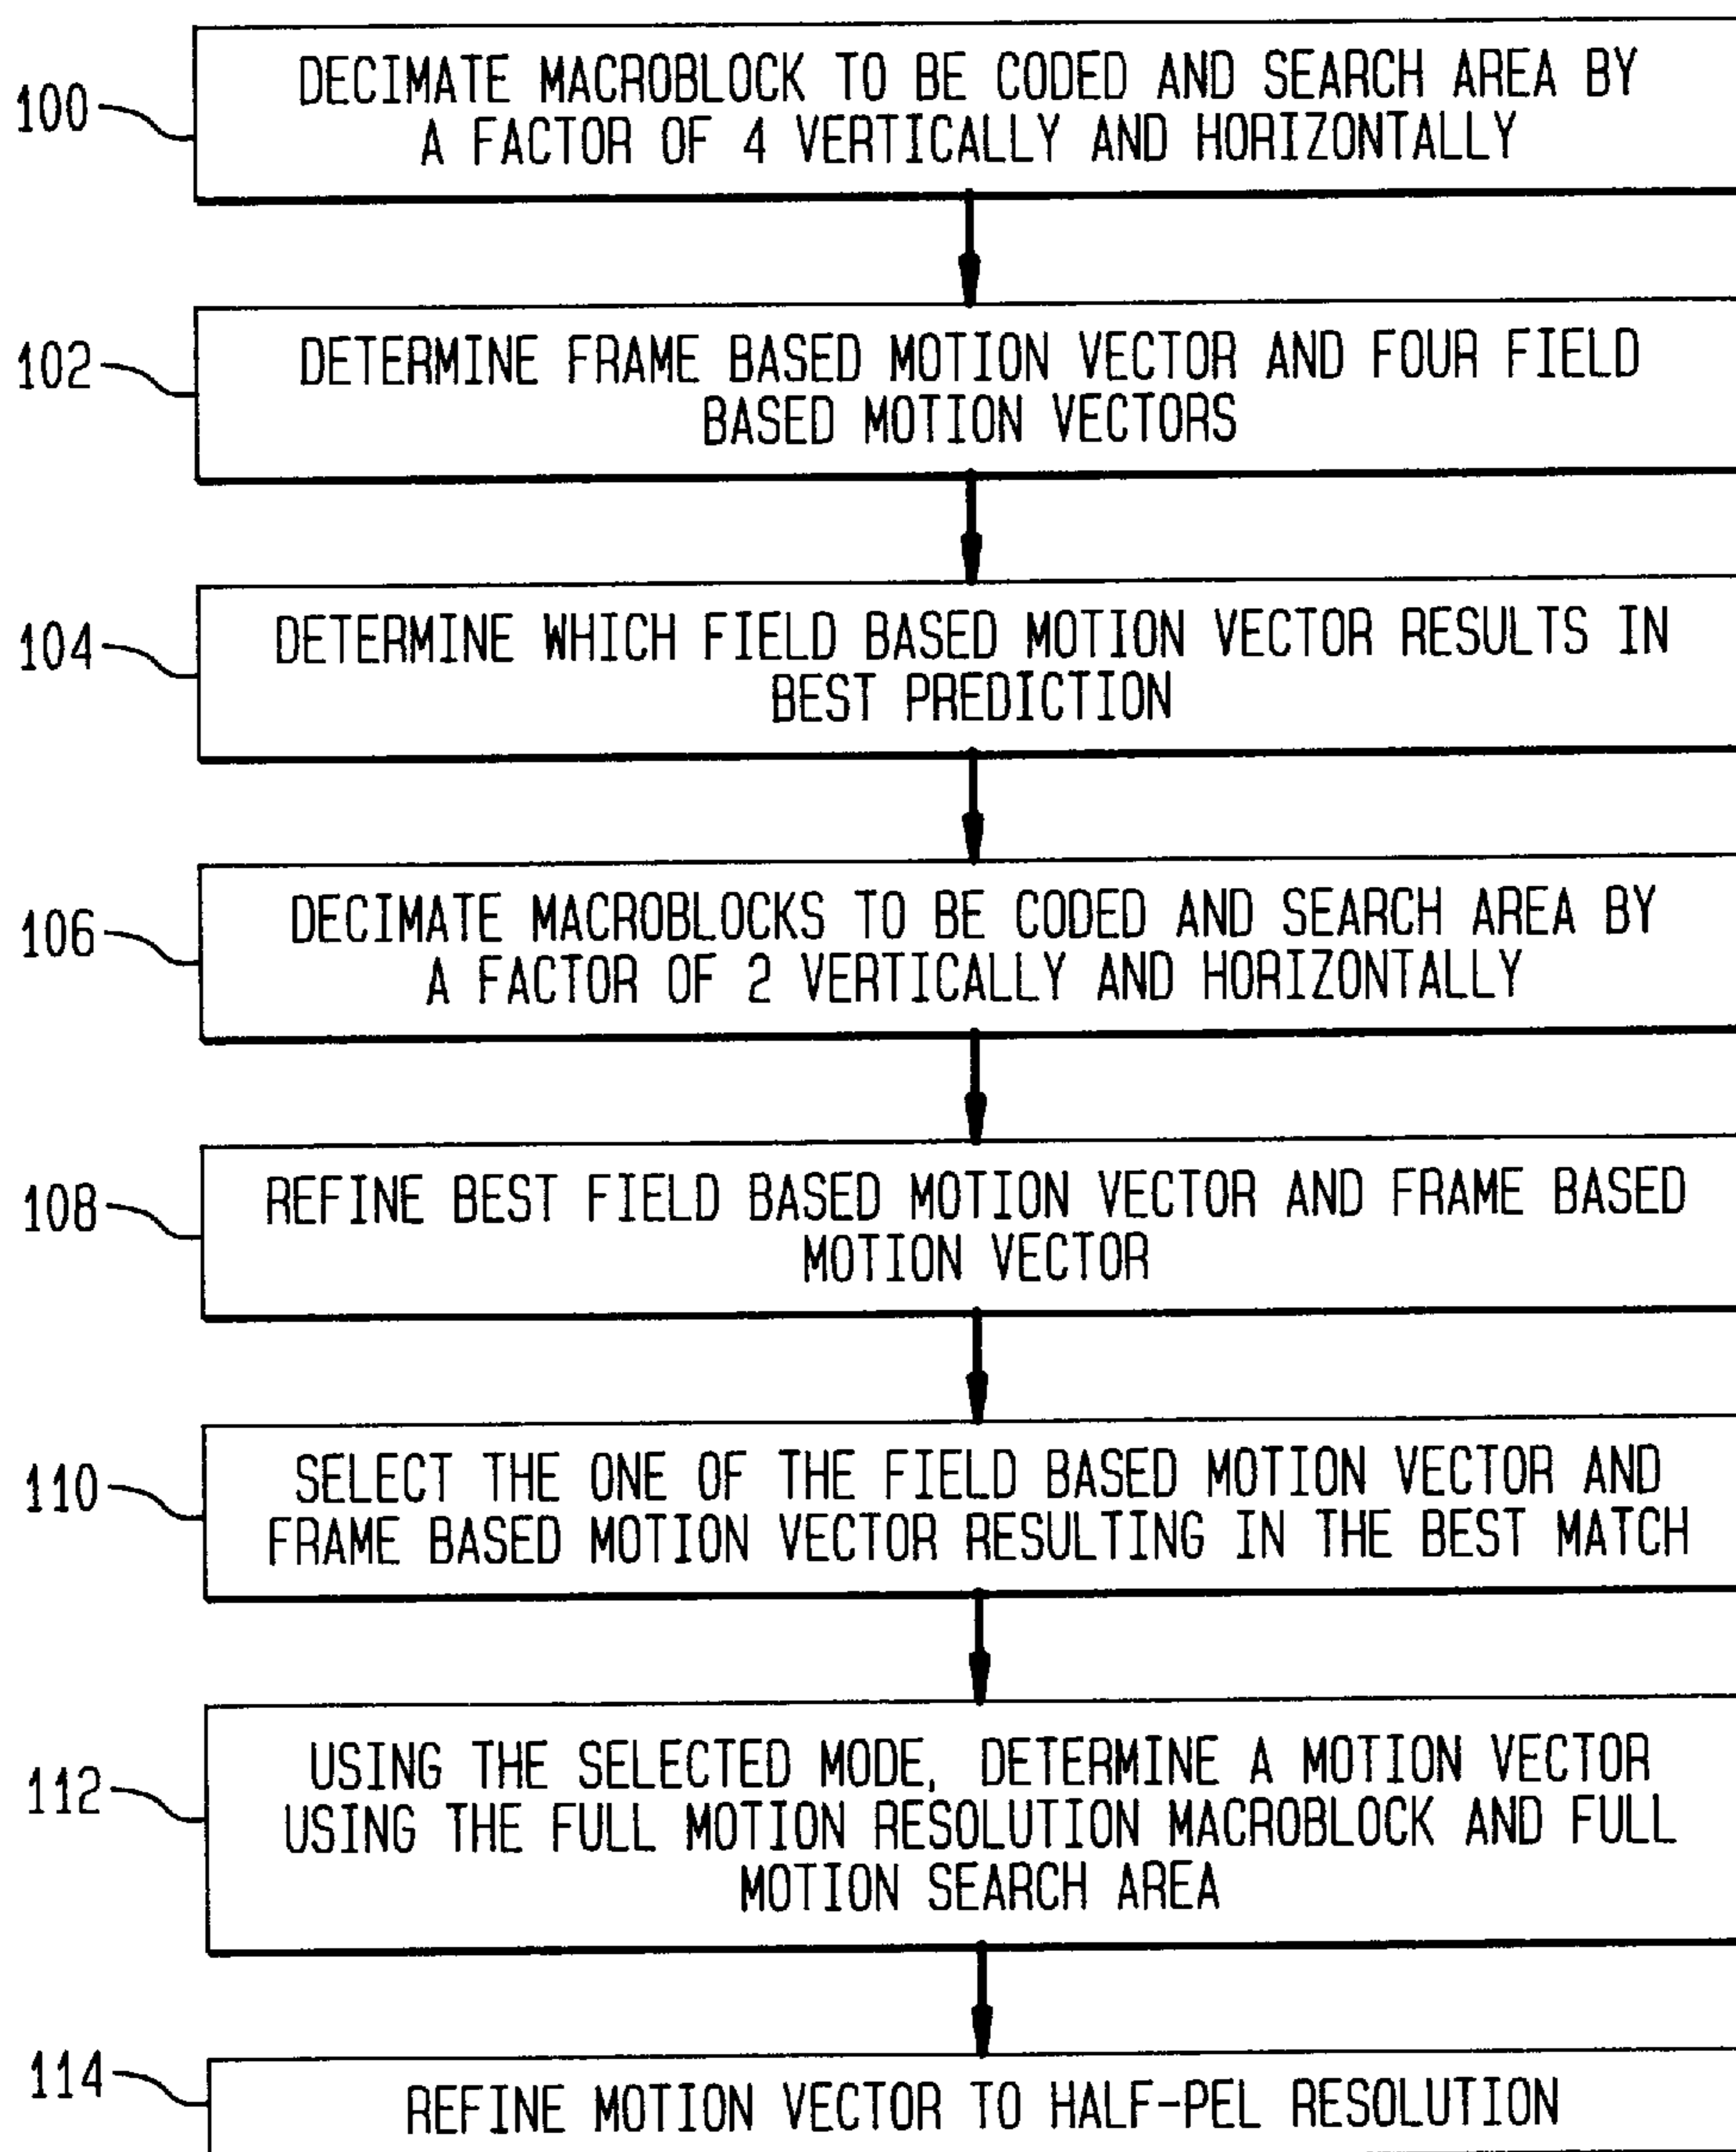 100
DECIMATE MACROBLOCK TO BE CODED AND SEARCH AREA BY
A FACTOR OF 4 VERTICALLY AND HORIZONTALLY
102
DETERMINE FRAME BASED MOTION VECTOR AND FOUR FIELD
BASED MOTION VECTORS
104
DETERMINE WHICH FIELD BASED MOTION VECTOR RESULTS IN
BEST PREDICTION
106
DECIMATE MACROBLOCKS TO BE CODED AND SEARCH AREA BY
A FACTOR OF 2 VERTICALLY AND HORIZONTALLY
108
REFINE BEST FIELD BASED MOTION VECTOR AND FRAME BASED
MOTION VECTOR
110
SELECT THE ONE OF THE FIELD BASED MOTION VECTOR AND
FRAME BASED MOTION VECTOR RESULTING IN THE BEST MATCH
112
USING THE SELECTED MODE, DETERMINE A MOTION VECTOR
USING THE FULL MOTION RESOLUTION MACROBLOCK AND FULL
MOTION SEARCH AREA
114
REFINE MOTION VECTOR TO HALF-PEL RESOLUTION